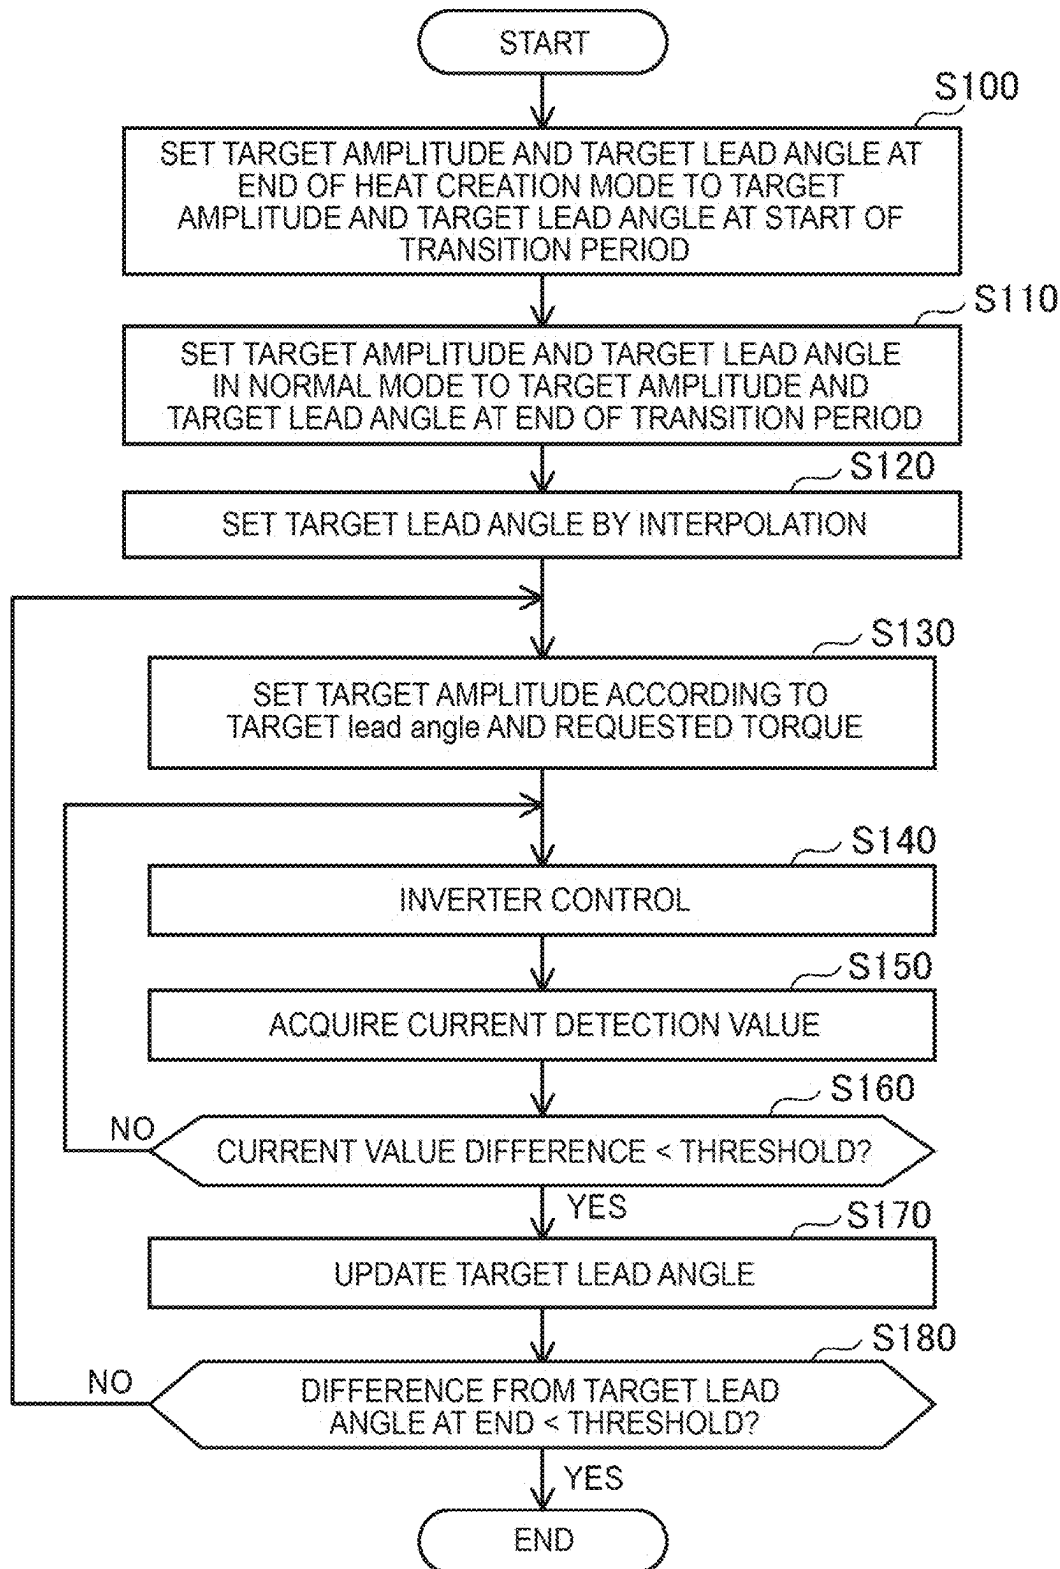 START
S100
SET TARGET AMPLITUDE AND TARGET LEAD ANGLE AT
END OF HEAT CREATION MODE TO TARGET
AMPLITUDE AND TARGET LEAD ANGLE AT START OF
TRANSITION PERIOD
S110
SET TARGET AMPLITUDE AND TARGET LEAD ANGLE
IN NORMAL MODE TO TARGET AMPLITUDE AND
TARGET LEAD ANGLE AT END OF TRANSITION PERIOD
S120
SET TARGET LEAD ANGLE BY INTERPOLATION
S130
SET TARGET AMPLITUDE ACCORDING TO
TARGET lead angle AND REQUESTED TORQUE
S140
INVERTER CONTROL
S150
ACQUIRE CURRENT DETECTION VALUE
S160
NO
CURRENT VALUE DIFFERENCE < THRESHOLD?
YES
S170
UPDATE TARGET LEAD ANGLE
S180
NO
DIFFERENCE FROM TARGET LEAD
ANGLE AT END < THRESHOLD?
YES
END